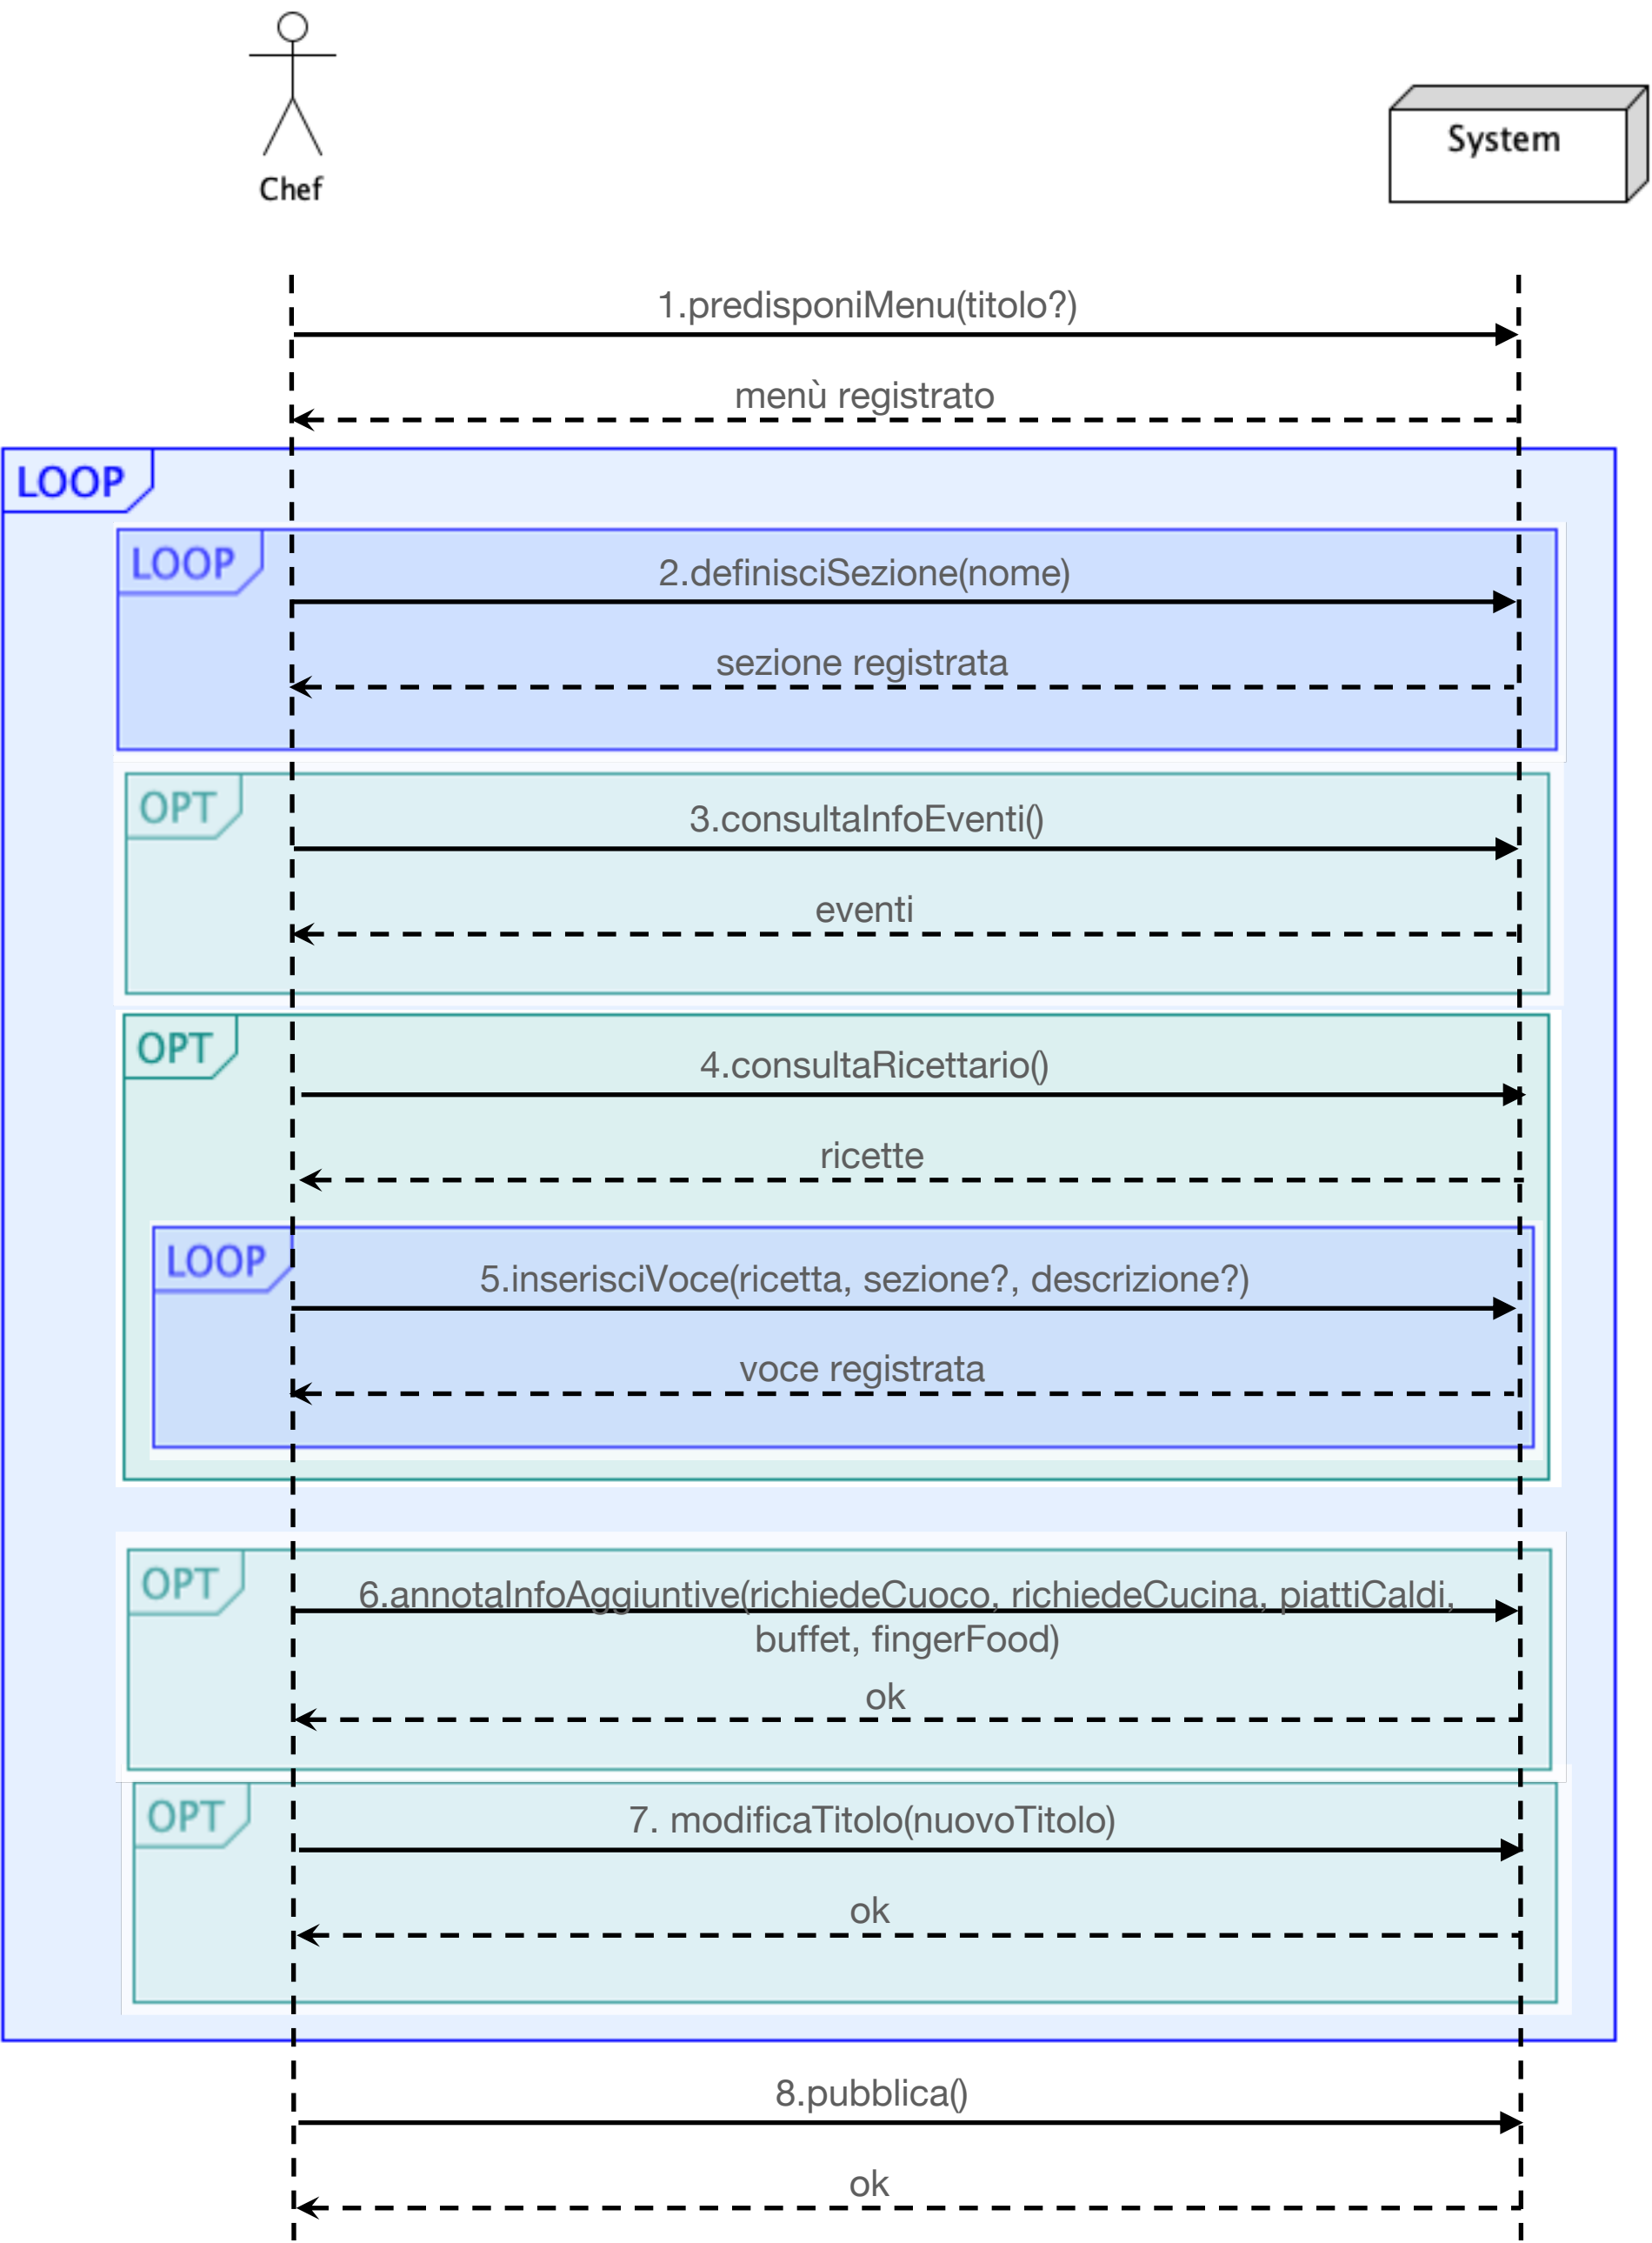 Chef
System
1.predisponiMenu(titolo?)
menù registrato
LOOP
LOOP
2.definisciSezione(nome)
sezione registrata
OPT
3.consultaInfoEventi()
eventi
OPT
4.consultaRicettario()
ricette
LOOP
5.inserisciVoce(ricetta, sezione?, descrizione?)
voce registrata
OPT
6.annotaInfoAggiuntive(richiedeCuoco, richiedeCucina, piattiCaldi,
buffet, fingerFood)
ok
OPT
7. modificaTitolo(nuovoTitolo)
ok
8.pubblica()
ok